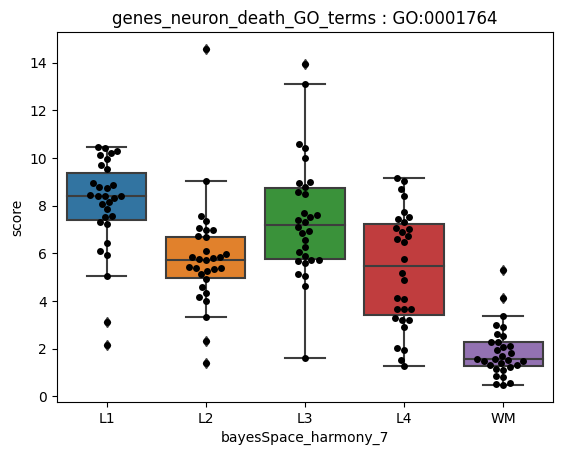 genes_neuron_death_GO_terms : GO:0001764
score
14
12
10
8
6
4
2
0
L1 L2 L3 L4 WM
bayesSpace_harmony_7